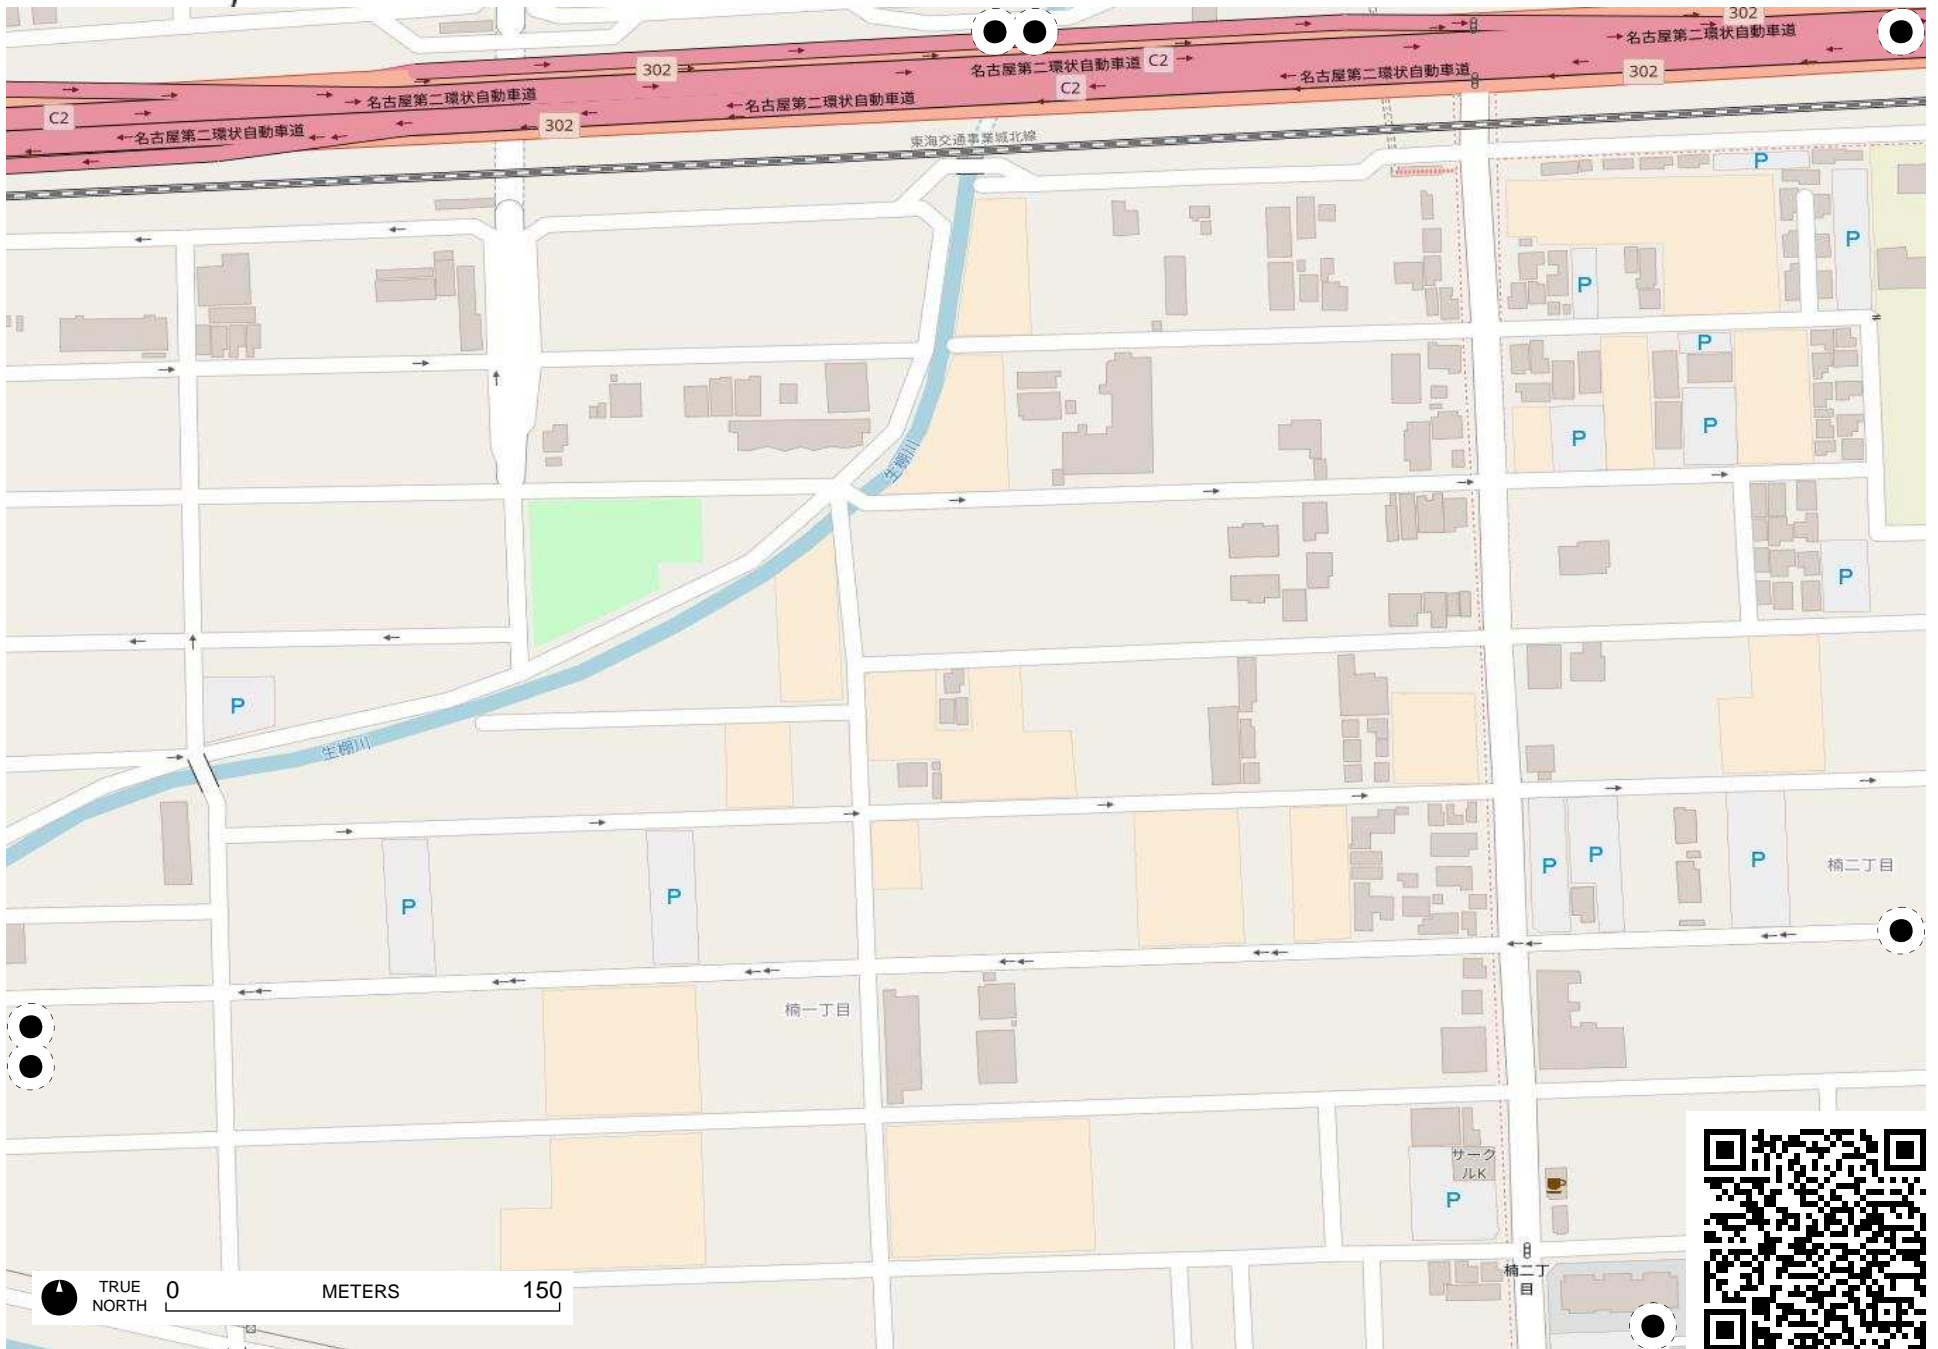 302
名古屋第二環状自動車道
302
名古屋第二環状自動車道
C2
302
名古屋第二環状自動車道
C2
名古屋第二環状自動車道
名古屋第二環状自動車道
C2
302
名古屋第二環状自動車道
東海交通事業城北線
P
P
P
P
生棚川
P
P
P
P
生棚川
P
P
P
楠二丁目
P
P
楠一丁目
サーク
ルK
P
楠二丁
目
TRUE
NORTH
0
METERS
150